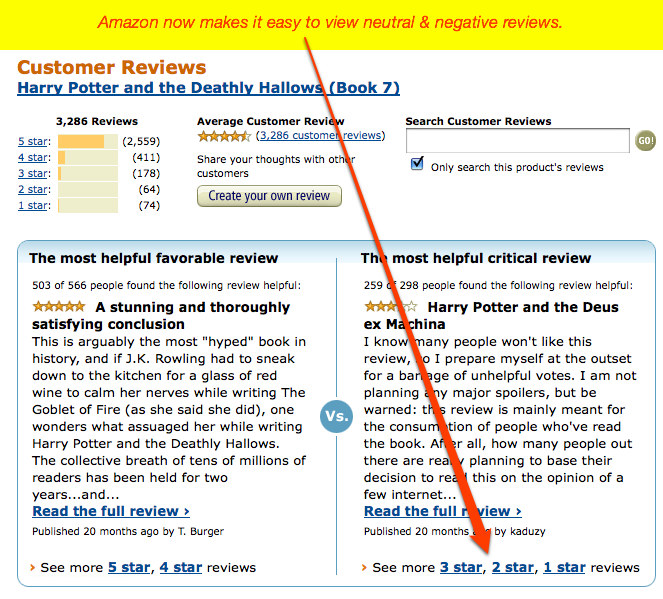 Amazon now makes it easy to view neutral & negative reviews.
Customer Reviews
Harry Potter and the Deathly Hallows (Book 7)
3,286 Reviews
5 star: (2,559)
4 star: (411)
3 star: (178)
2 star: (64)
1 star: (74)
Average Customer Review
(3,286 customer reviews)
Share your thoughts with other
customers
Create your own review
Search Customer Reviews
GO!
Only search this product's reviews
The most helpful favorable review
503 of 566 people found the following review helpful:
A stunning and thoroughly
satisfying conclusion
This is arguably the most "hyped" book in
history, and if J.K. Rowling had to sneak
down to the kitchen for a glass of red
wine to calm her nerves while writing The
Goblet of Fire (as she said she did), one
wonders what assuaged her while writing
Harry Potter and the Deathly Hallows.
The collective breath of tens of millions of
readers has been held for two
years...and...
Read the full review ›
Published 20 months ago by T. Burger
› See more 5 star, 4 star reviews
Vs.
The most helpful critical review
259 of 298 people found the following review helpful:
Harry Potter and the Deus
ex Machina
I know many people won't like this
review, so I prepare myself at the outset
for a barrage of unhelpful votes. I am not
planning any major spoilers, but be
warned: this review is mainly meant for
the consumption of people who've read
the book. After all, how many people out
there are really planning to base their
decision to read this on the opinion of a
few internet...
Read the full review ›
Published 20 months ago by kaduzy
› See more 3 star, 2 star, 1 star reviews